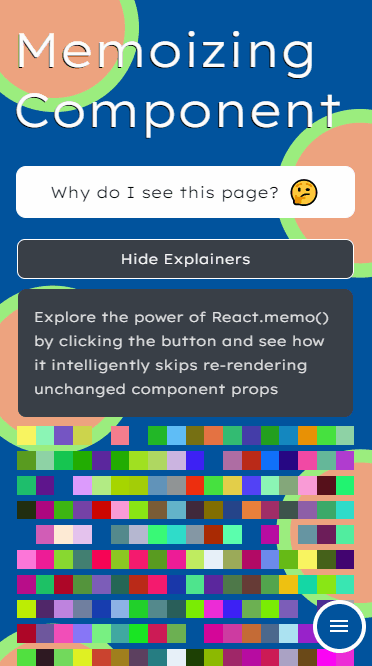 Memoizing
Component
Why do I see this page? 🤔
Hide Explainers
Explore the power of React.memo()
by clicking the button and see how
it intelligently skips re-rendering
unchanged component props